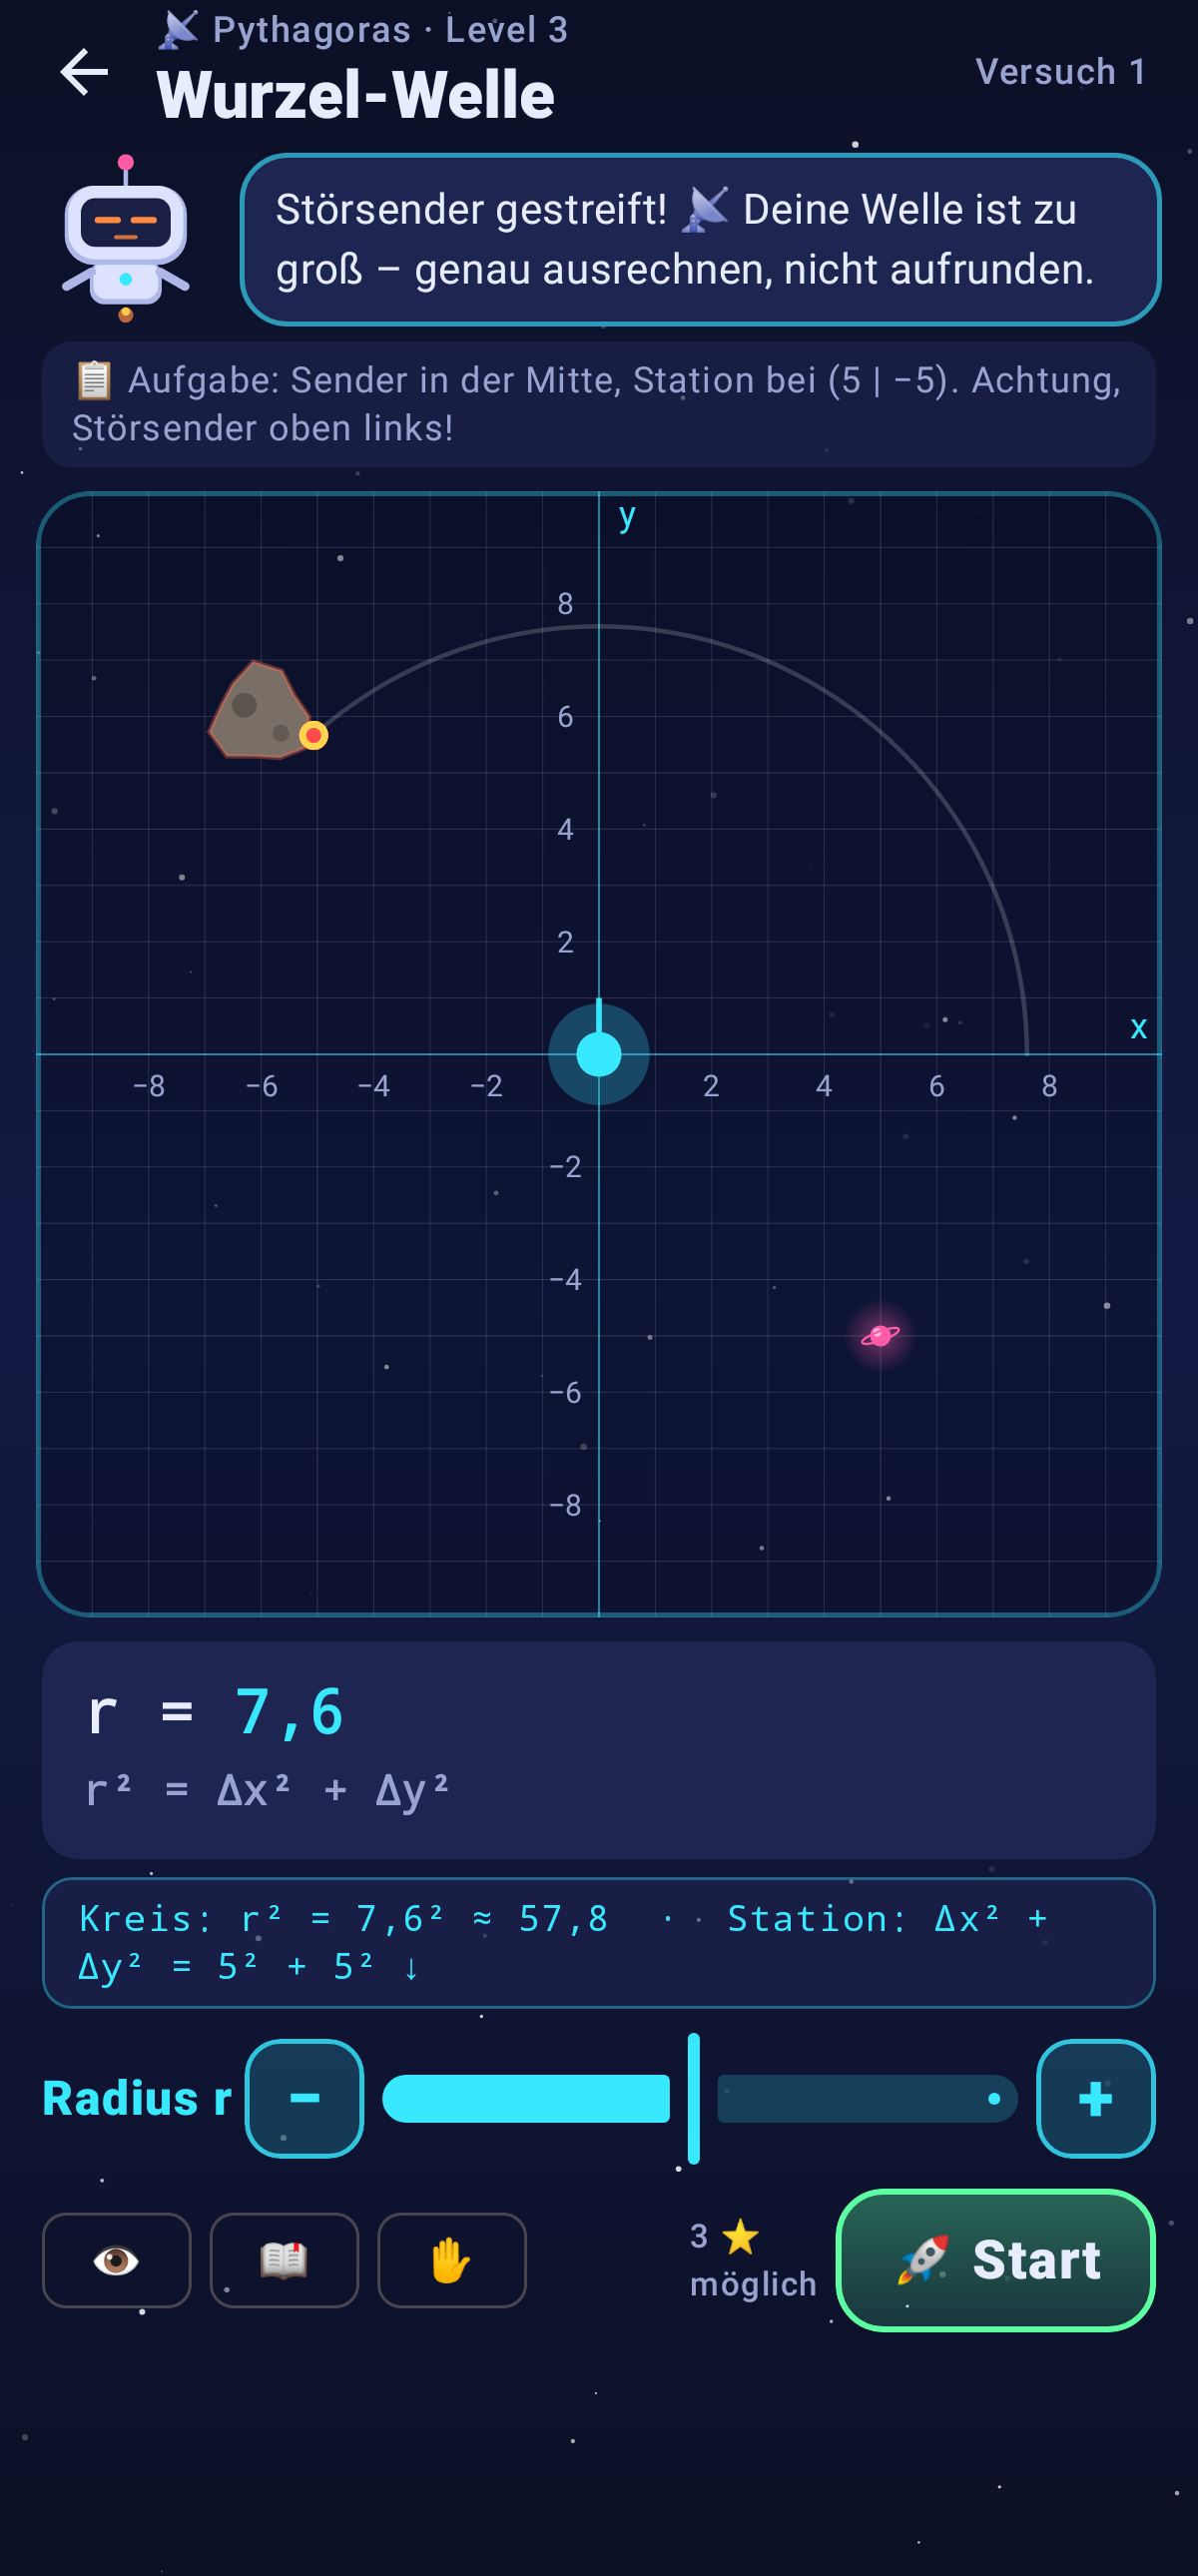 Pythagoras · Level 3
Wurzel-Welle
Versuch 1
Störsender gestreift! 📡 Deine Welle ist zu
groß – genau ausrechnen, nicht aufrunden.
📋 Aufgabe: Sender in der Mitte, Station bei (5 | −5). Achtung,
Störsender oben links!
y
8
6
4
2
x
−8 −6 −4 −2 2 4 6 8
−2
−4
−6
−8
r = 7,6
r² = Δx² + Δy²
Kreis: r² = 7,6² ≈ 57,8 · Station: Δx² +
Δy² = 5² + 5² ↓
Radius r − +
3 ⭐
möglich
🚀 Start